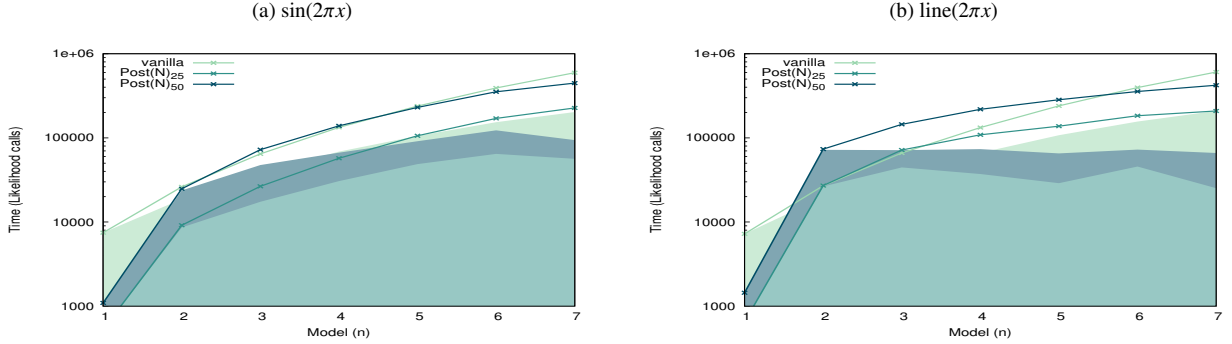 (a) sin(2πx)
Time (Likelihood calls)
1e+06
100000
10000
1000
vanilla
Post(N)25
Post(N)50
1 2 3 4 5 6 7
Model (n)
(b) line(2πx)
Time (Likelihood calls)
1e+06
100000
10000
1000
vanilla
Post(N)25
Post(N)50
1 2 3 4 5 6 7
Model (n)